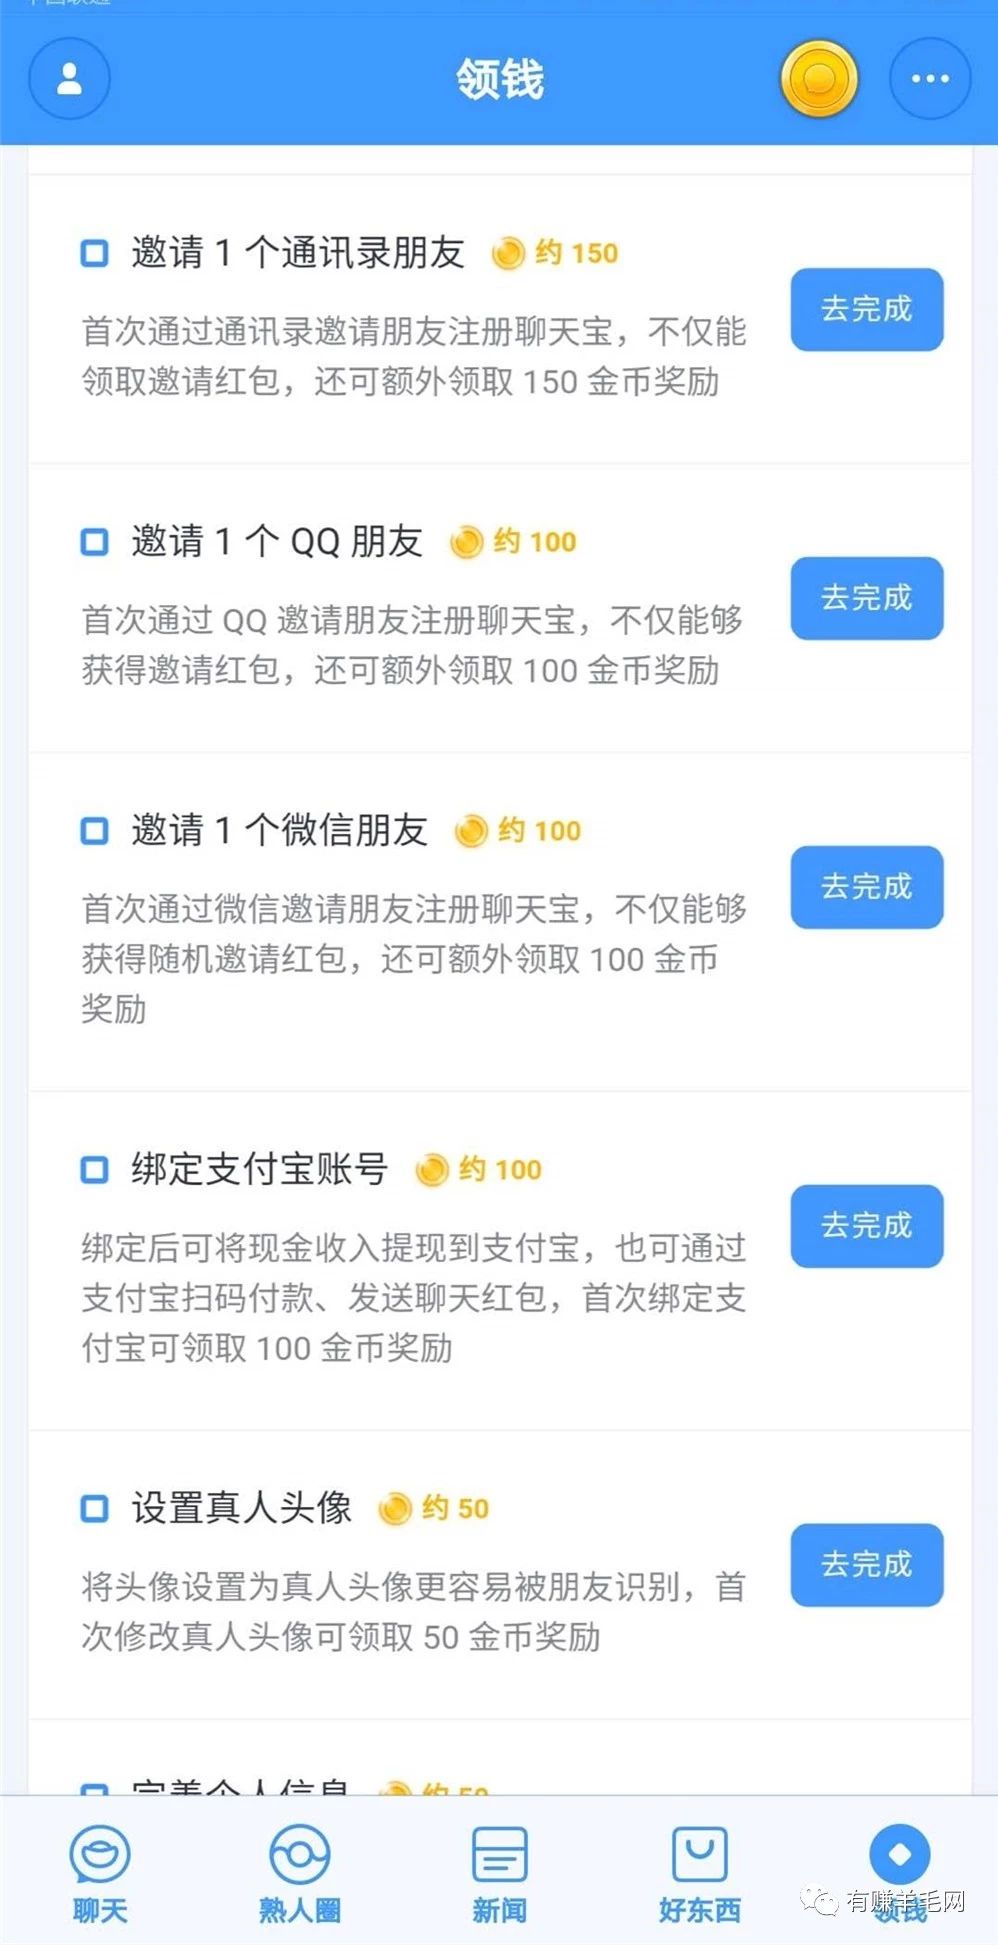 领钱
邀请 1 个通讯录朋友 约 150
首次通过通讯录邀请朋友注册聊天宝，不仅能
领取邀请红包，还可额外领取 150 金币奖励
去完成
邀请 1 个 QQ 朋友 约 100
首次通过 QQ 邀请朋友注册聊天宝，不仅能够
获得邀请红包，还可额外领取 100 金币奖励
去完成
邀请 1 个微信朋友 约 100
首次通过微信邀请朋友注册聊天宝，不仅能够
获得随机邀请红包，还可额外领取 100 金币
奖励
去完成
绑定支付宝账号 约 100
绑定后可将现金收入提现到支付宝，也可通过
支付宝扫码付款、发送聊天红包，首次绑定支
付宝可领取 100 金币奖励
去完成
设置真人头像 约 50
将头像设置为真人头像更容易被朋友识别，首
次修改真人头像可领取 50 金币奖励
去完成
完善个人信息 约 50
聊天
熟人圈
新闻
好东西
领钱
有赚羊毛网